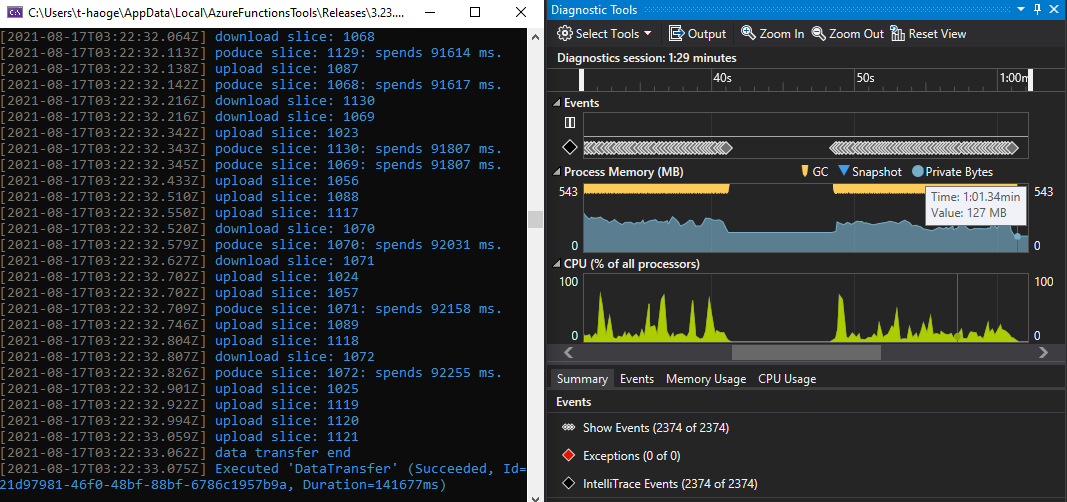 C:\Users\t-haoge\AppData\Local\AzureFunctionsTools\Releases\3.23....
[2021-08-17T03:22:32.064Z] download slice: 1068
[2021-08-17T03:22:32.113Z] poduce slice: 1129: spends 91614 ms.
[2021-08-17T03:22:32.138Z] upload slice: 1087
[2021-08-17T03:22:32.142Z] poduce slice: 1068: spends 91617 ms.
[2021-08-17T03:22:32.216Z] download slice: 1130
[2021-08-17T03:22:32.216Z] download slice: 1069
[2021-08-17T03:22:32.342Z] upload slice: 1023
[2021-08-17T03:22:32.343Z] poduce slice: 1130: spends 91807 ms.
[2021-08-17T03:22:32.345Z] poduce slice: 1069: spends 91807 ms.
[2021-08-17T03:22:32.433Z] upload slice: 1056
[2021-08-17T03:22:32.510Z] upload slice: 1088
[2021-08-17T03:22:32.550Z] upload slice: 1117
[2021-08-17T03:22:32.520Z] download slice: 1070
[2021-08-17T03:22:32.579Z] poduce slice: 1070: spends 92031 ms.
[2021-08-17T03:22:32.627Z] download slice: 1071
[2021-08-17T03:22:32.702Z] upload slice: 1024
[2021-08-17T03:22:32.702Z] upload slice: 1057
[2021-08-17T03:22:32.709Z] poduce slice: 1071: spends 92158 ms.
[2021-08-17T03:22:32.746Z] upload slice: 1089
[2021-08-17T03:22:32.804Z] upload slice: 1118
[2021-08-17T03:22:32.807Z] download slice: 1072
[2021-08-17T03:22:32.826Z] poduce slice: 1072: spends 92255 ms.
[2021-08-17T03:22:32.901Z] upload slice: 1025
[2021-08-17T03:22:32.922Z] upload slice: 1119
[2021-08-17T03:22:32.994Z] upload slice: 1120
[2021-08-17T03:22:33.059Z] upload slice: 1121
[2021-08-17T03:22:33.062Z] data transfer end
[2021-08-17T03:22:33.075Z] Executed 'DataTransfer' (Succeeded, Id=
21d97981-46f0-48bf-88bf-6786c1957b9a, Duration=141677ms)
Diagnostic Tools
Select Tools Output Zoom In Zoom Out Reset View
Diagnostics session: 1:29 minutes
40s 50s 1:00m
Events
Process Memory (MB) GC Snapshot Private Bytes
543 543
Time: 1:01.34min
Value: 127 MB
0 0
CPU (% of all processors)
100 100
0 0
Summary Events Memory Usage CPU Usage
Events
Show Events (2374 of 2374)
Exceptions (0 of 0)
IntelliTrace Events (2374 of 2374)